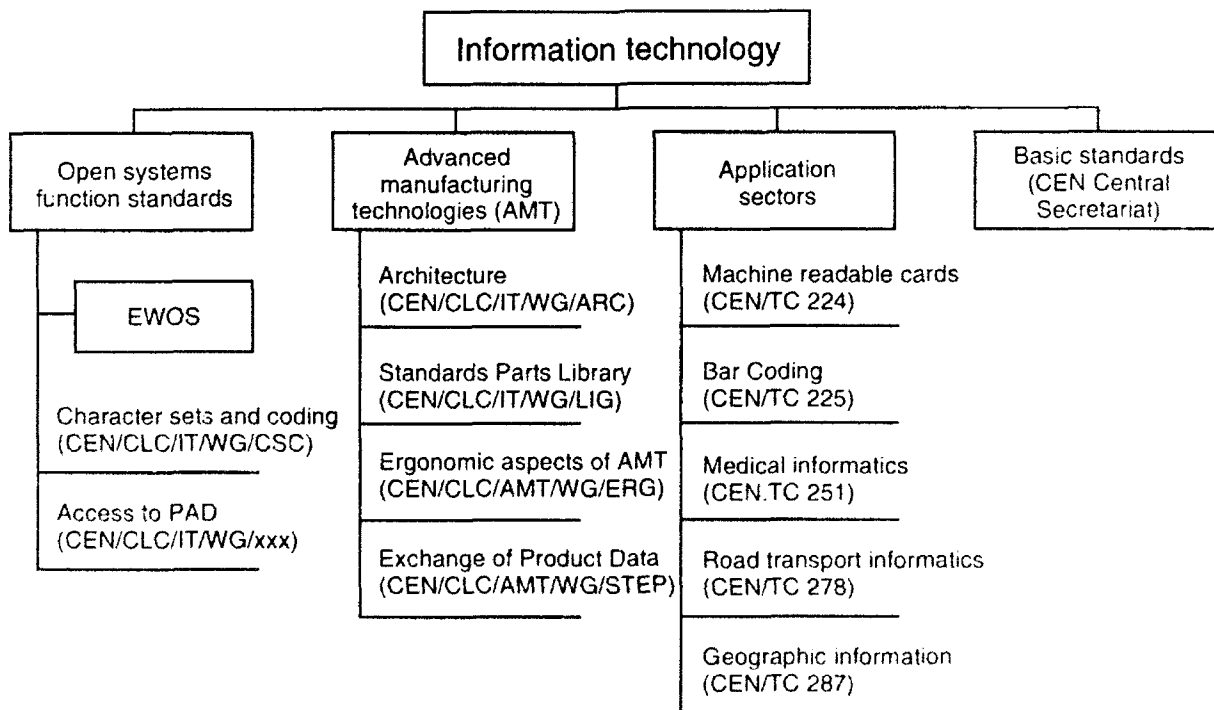 Information technology
Open systems
function standards
EWOS
Character sets and coding
(CEN/CLC/IT/WG/CSC)
Access to PAD
(CEN/CLC/IT/WG/xxx)
Advanced
manufacturing
technologies (AMT)
Architecture
(CEN/CLC/IT/WG/ARC)
Standards Parts Library
(CEN/CLC/IT/WG/LIG)
Ergonomic aspects of AMT
(CEN/CLC/AMT/WG/ERG)
Exchange of Product Data
(CEN/CLC/AMT/WG/STEP)
Application
sectors
Machine readable cards
(CEN/TC 224)
Bar Coding
(CEN/TC 225)
Medical informatics
(CEN.TC 251)
Road transport informatics
(CEN/TC 278)
Geographic information
(CEN/TC 287)
Basic standards
(CEN Central
Secretariat)